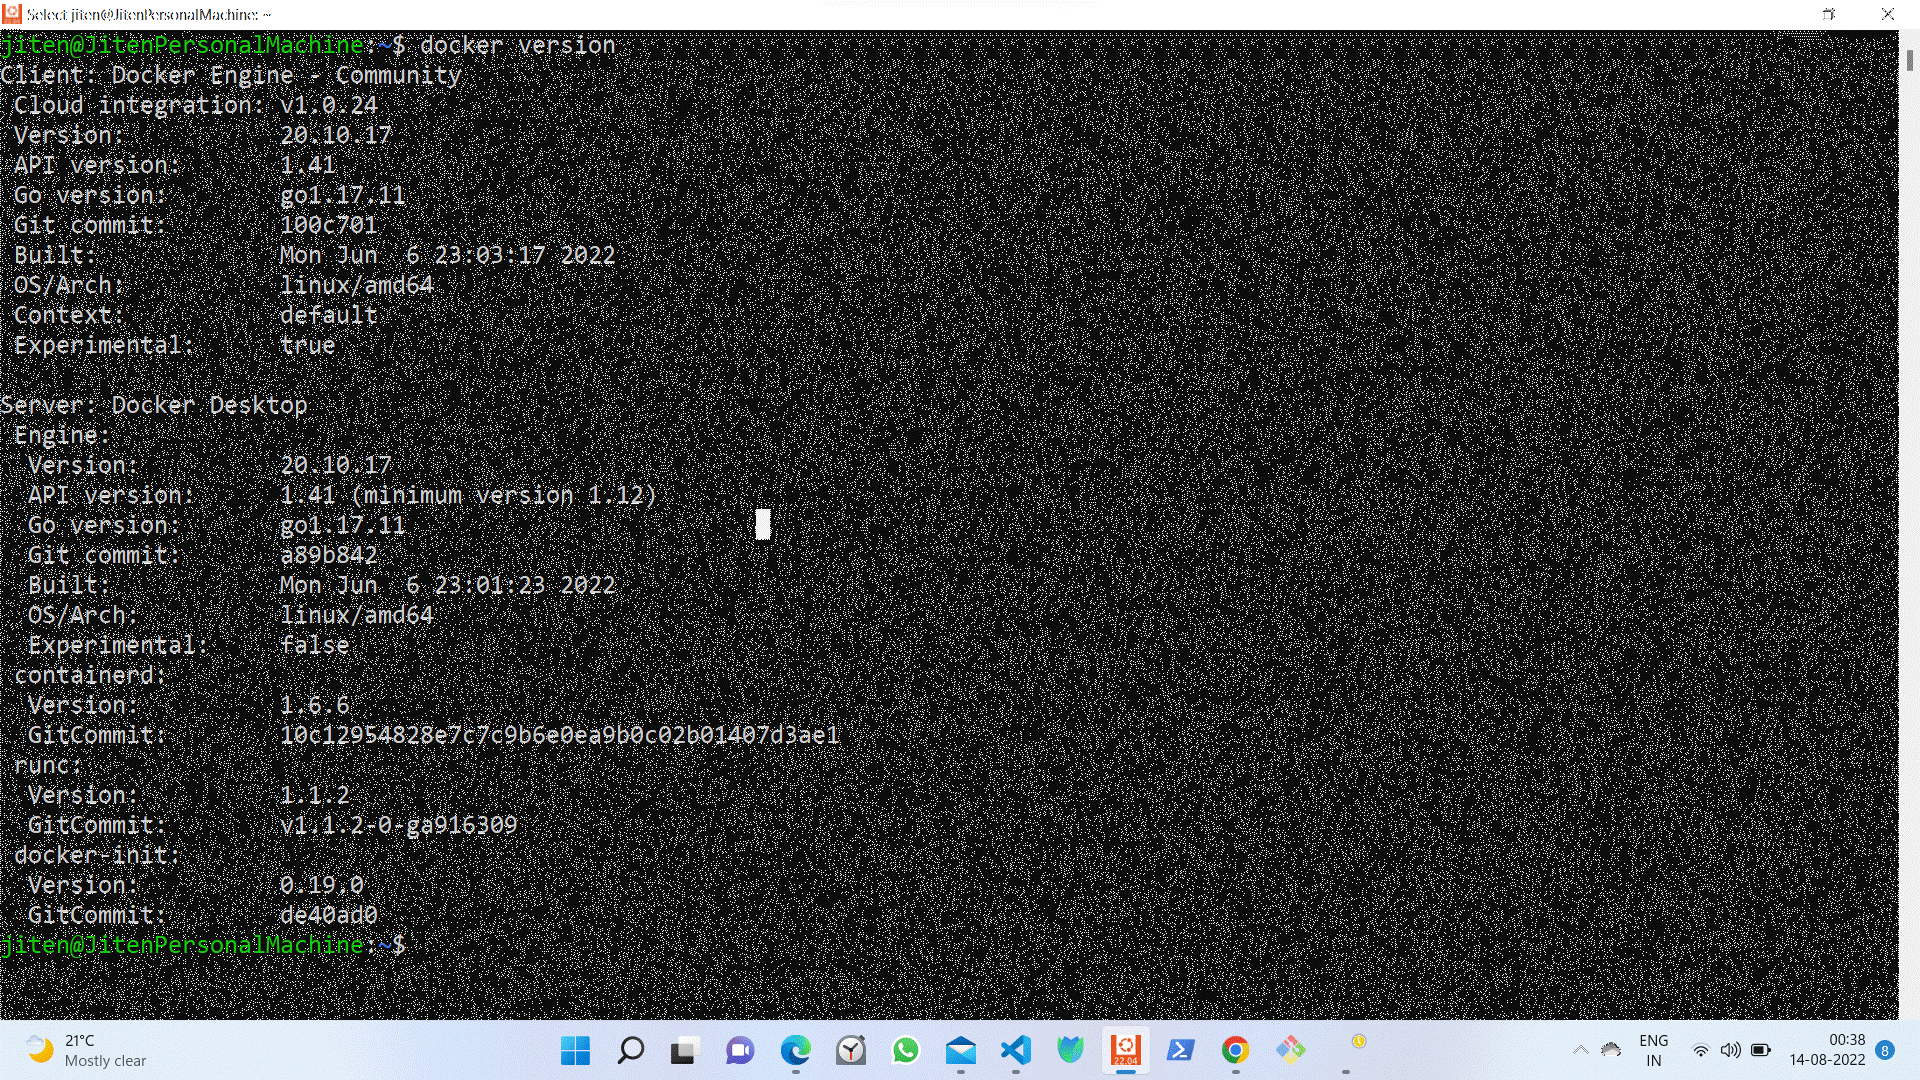 Select jiten@JitenPersonalMachine: ~
jiten@JitenPersonalMachine:~$ docker version
Client: Docker Engine - Community
 Cloud integration: v1.0.24
 Version:           20.10.17
 API version:       1.41
 Go version:        go1.17.11
 Git commit:        100c701
 Built:             Mon Jun  6 23:03:17 2022
 OS/Arch:           linux/amd64
 Context:           default
 Experimental:      true
Server: Docker Desktop
 Engine:
  Version:          20.10.17
  API version:      1.41 (minimum version 1.12)
  Go version:       go1.17.11
  Git commit:       a89b842
  Built:            Mon Jun  6 23:01:23 2022
  OS/Arch:          linux/amd64
  Experimental:     false
 containerd:
  Version:          1.6.6
  GitCommit:        10c12954828e7c7c9b6e0ea9b0c02b01407d3ae1
 runc:
  Version:          1.1.2
  GitCommit:        v1.1.2-0-ga916309
 docker-init:
  Version:          0.19.0
  GitCommit:        de40ad0
jiten@JitenPersonalMachine:~$
21°C
Mostly clear
22.04
ENG
IN
00:38
14-08-2022
8